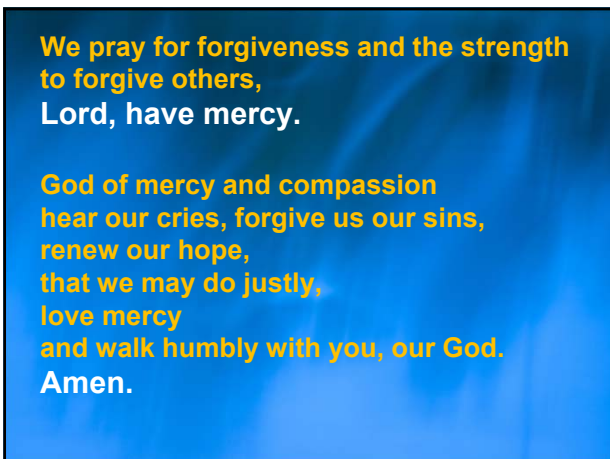 We pray for forgiveness and the strength
to forgive others,
Lord, have mercy.
God of mercy and compassion
hear our cries, forgive us our sins,
renew our hope,
that we may do justly,
love mercy
and walk humbly with you, our God.
Amen.